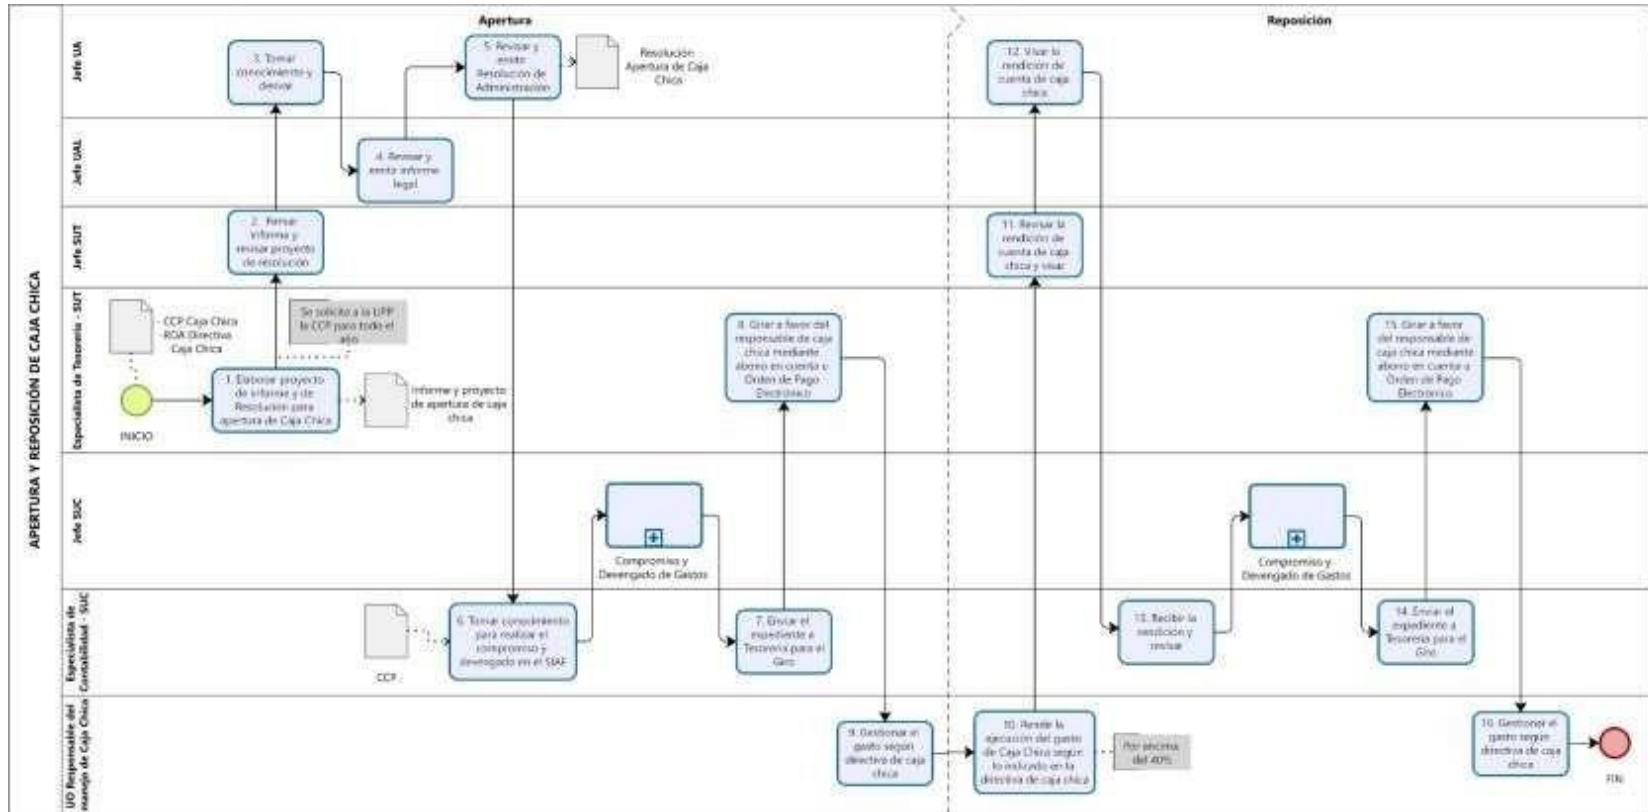 APERTURA Y REPOSICIÓN DE CAJA CHICA
Apertura
Reposición
Jefe UA
3. Tomar
conocimiento y
derivar
5. Revisar y
emite
Resolución de
Administración
Resolución
Apertura de Caja
Chica
12. Visar la
rendición de
cuenta de caja
chica
Jefe UAL
4. Revisar y
emite informe
legal
Jefe SUT
2. Revisar
informe y
revisar proyecto
de resolución
11. Revisar la
rendición de
cuenta de caja
chica y visar
Especialista de Tesorería - SUT
- CCP Caja Chica
-RDA Directiva
Caja Chica
Se solicita a la UPP
la CCP para todo el
año
INICIO
1. Elaborar proyecto
de informe y de
Resolución para
apertura de Caja Chica
Informe y proyecto
de apertura de caja
chica
8. Girar a favor del
responsable de caja
chica mediante
abono en cuenta u
Orden de Pago
Electrónico
15. Girar a favor
del responsable de
caja chica mediante
abono en cuenta u
Orden de Pago
Electrónico
Jefe SUC
Compromiso y
Devengado de Gastos
Compromiso y
Devengado de Gastos
Especialista de
Contabilidad - SUC
CCP
6. Tomar conocimiento
para realizar el
compromiso y
devengado en el SIAF
7. Enviar el
expediente a
Tesorería para el
Giro
13. Recibir la
rendición y
revisar
14. Enviar el
expediente a
Tesorería para el
Giro
UO Responsable del
manejo de Caja Chica
9. Gestionar el
gasto según
directiva de caja
chica
10. Rendir la
ejecución del gasto
de Caja Chica según
lo indicado en la
directiva de caja chica
Por encima
del 40%
16. Gestionar el
gasto según
directiva de caja
chica
FIN